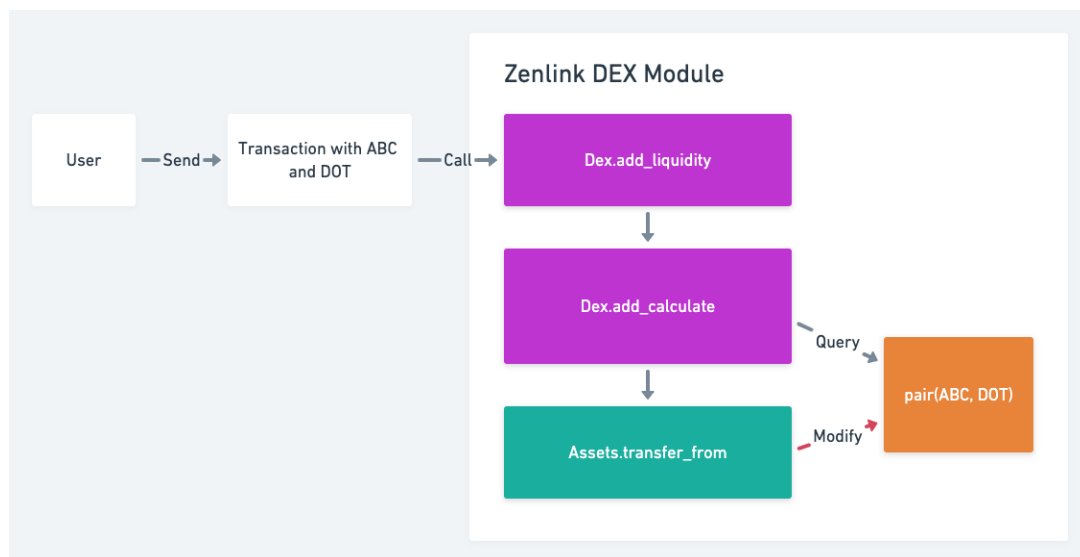 Zenlink DEX Module
User
Send
Transaction with ABC
and DOT
Call
Dex.add_liquidity
Dex.add_calculate
Query
pair(ABC, DOT)
Modify
Assets.transfer_from